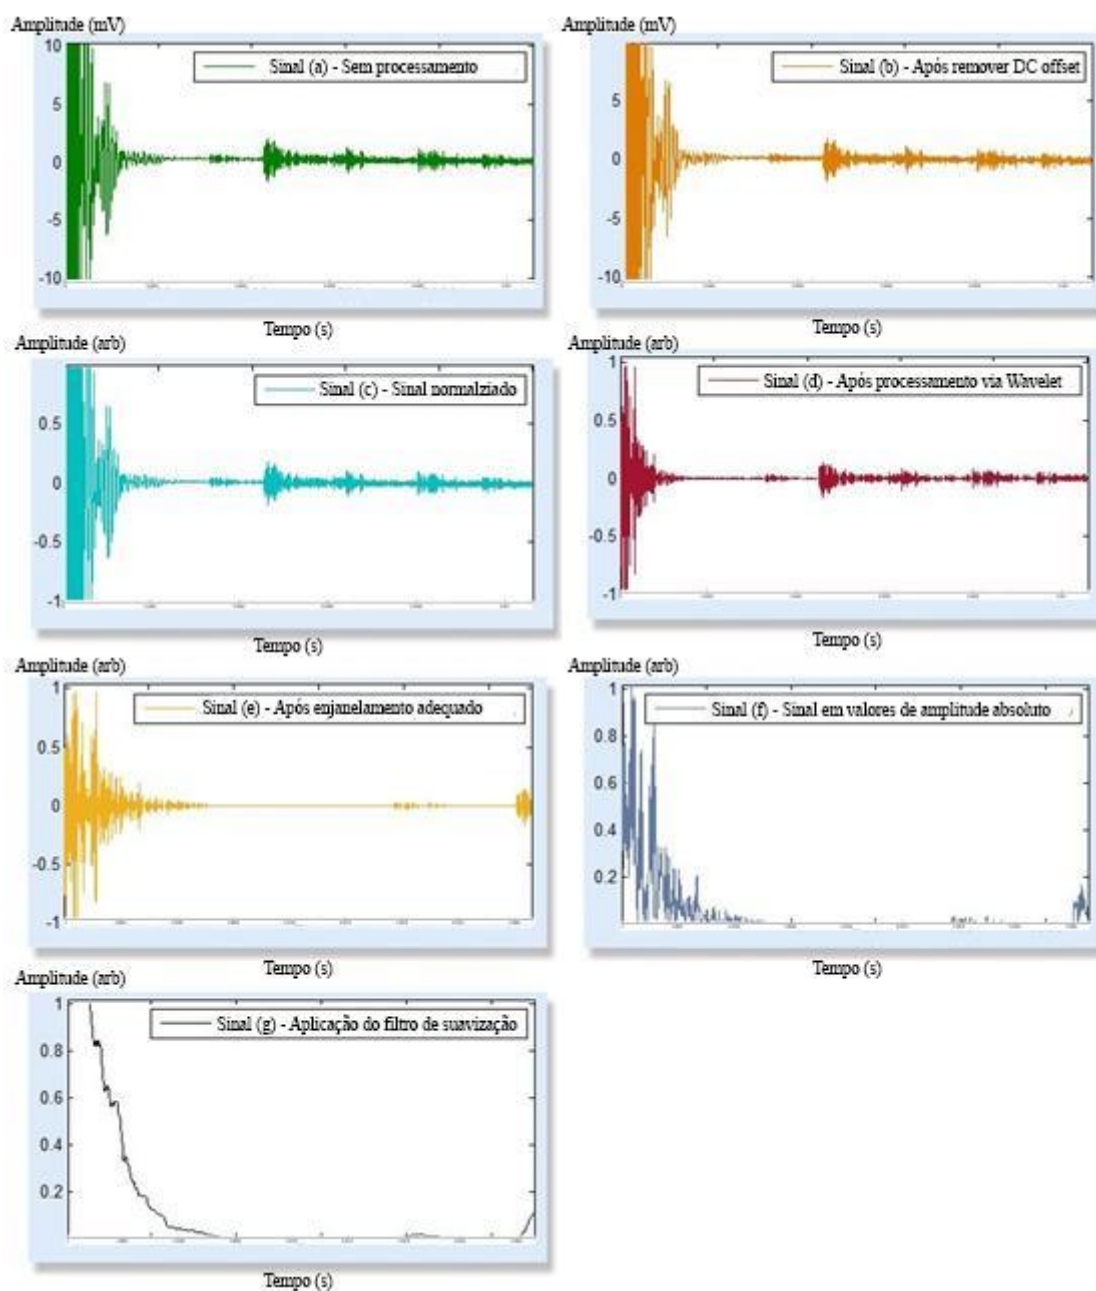 Amplitude (mV)
10
5
0
-5
-10
Sinal (a) - Sem processamento
Tempo (s)
Amplitude (mV)
5
0
-5
-10
Sinal (b) - Após remover DC offset
Tempo (s)
Amplitude (arb)
0.5
0
-0.5
-1
Sinal (c) - Sinal normalziado
Tempo (s)
Amplitude (arb)
1
0.5
0
-0.5
-1
Sinal (d) - Após processamento via Wavelet
Tempo (s)
Amplitude (arb)
1
0.5
0
-0.5
-1
Sinal (e) - Após enjanelamento adequado
Tempo (s)
Amplitude (arb)
1
0.8
0.6
0.4
0.2
Sinal (f) - Sinal em valores de amplitude absoluto
Tempo (s)
Amplitude (arb)
1
0.8
0.6
0.4
0.2
Sinal (g) - Aplicação do filtro de suavização
Tempo (s)